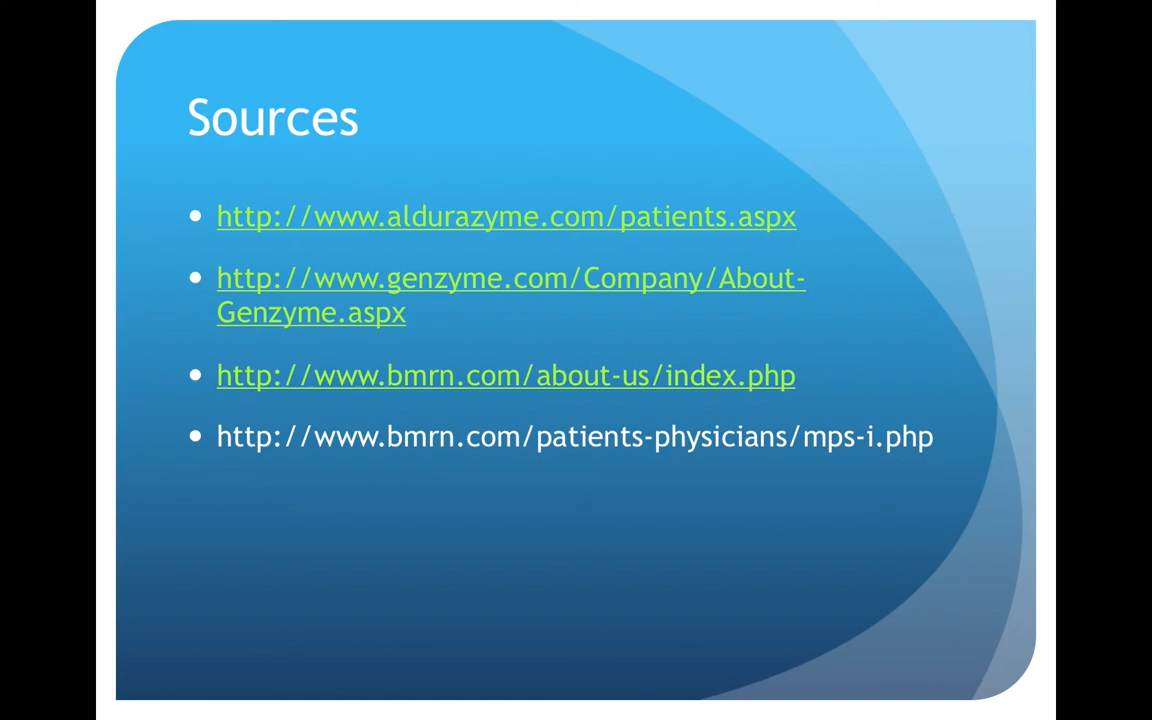 Sources
• http://www.aldurazyme.com/patients.aspx
• http://www.genzyme.com/Company/About-
Genzyme.aspx
• http://www.bmrn.com/about-us/index.php
• http://www.bmrn.com/patients-physicians/mps-i.php